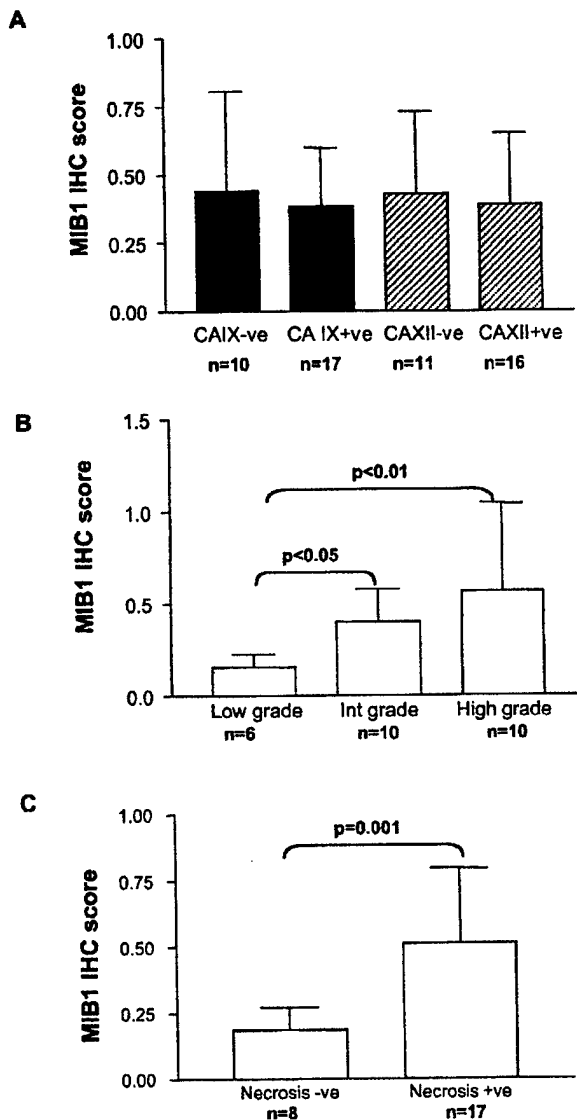 A
MIB1 IHC score
1.00
0.75
0.50
0.25
0.00
CAIX-ve CA IX+ve CAXII-ve CAXII+ve
n=10 n=17 n=11 n=16
B
MIB1 IHC score
1.5
1.0
0.5
0.0
p<0.01
p<0.05
Low grade Int grade High grade
n=6 n=10 n=10
C
MIB1 IHC score
1.00
0.75
0.50
0.25
0.00
p=0.001
Necrosis -ve Necrosis +ve
n=8 n=17